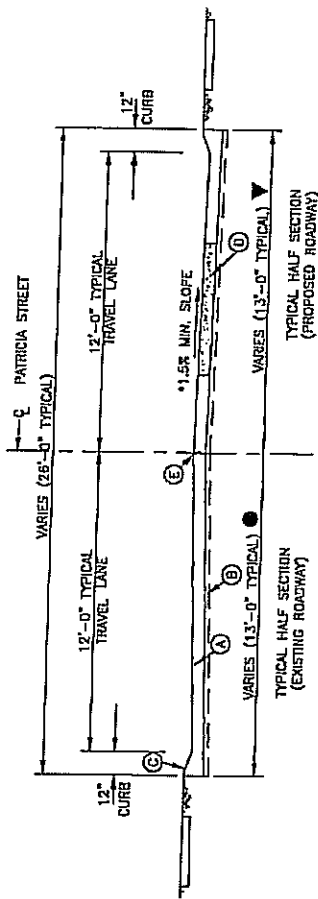 ℄ PATRICIA STREET
VARIES (26'-0" TYPICAL)
12'-0" TYPICAL
TRAVEL LANE
12'-0" TYPICAL
TRAVEL LANE
12"
CURB
12"
CURB
*1.5% MIN. SLOPE
C
A
B
E
D
VARIES (13'-0" TYPICAL)
VARIES (13'-0" TYPICAL)
TYPICAL HALF SECTION
(EXISTING ROADWAY)
TYPICAL HALF SECTION
(PROPOSED ROADWAY)